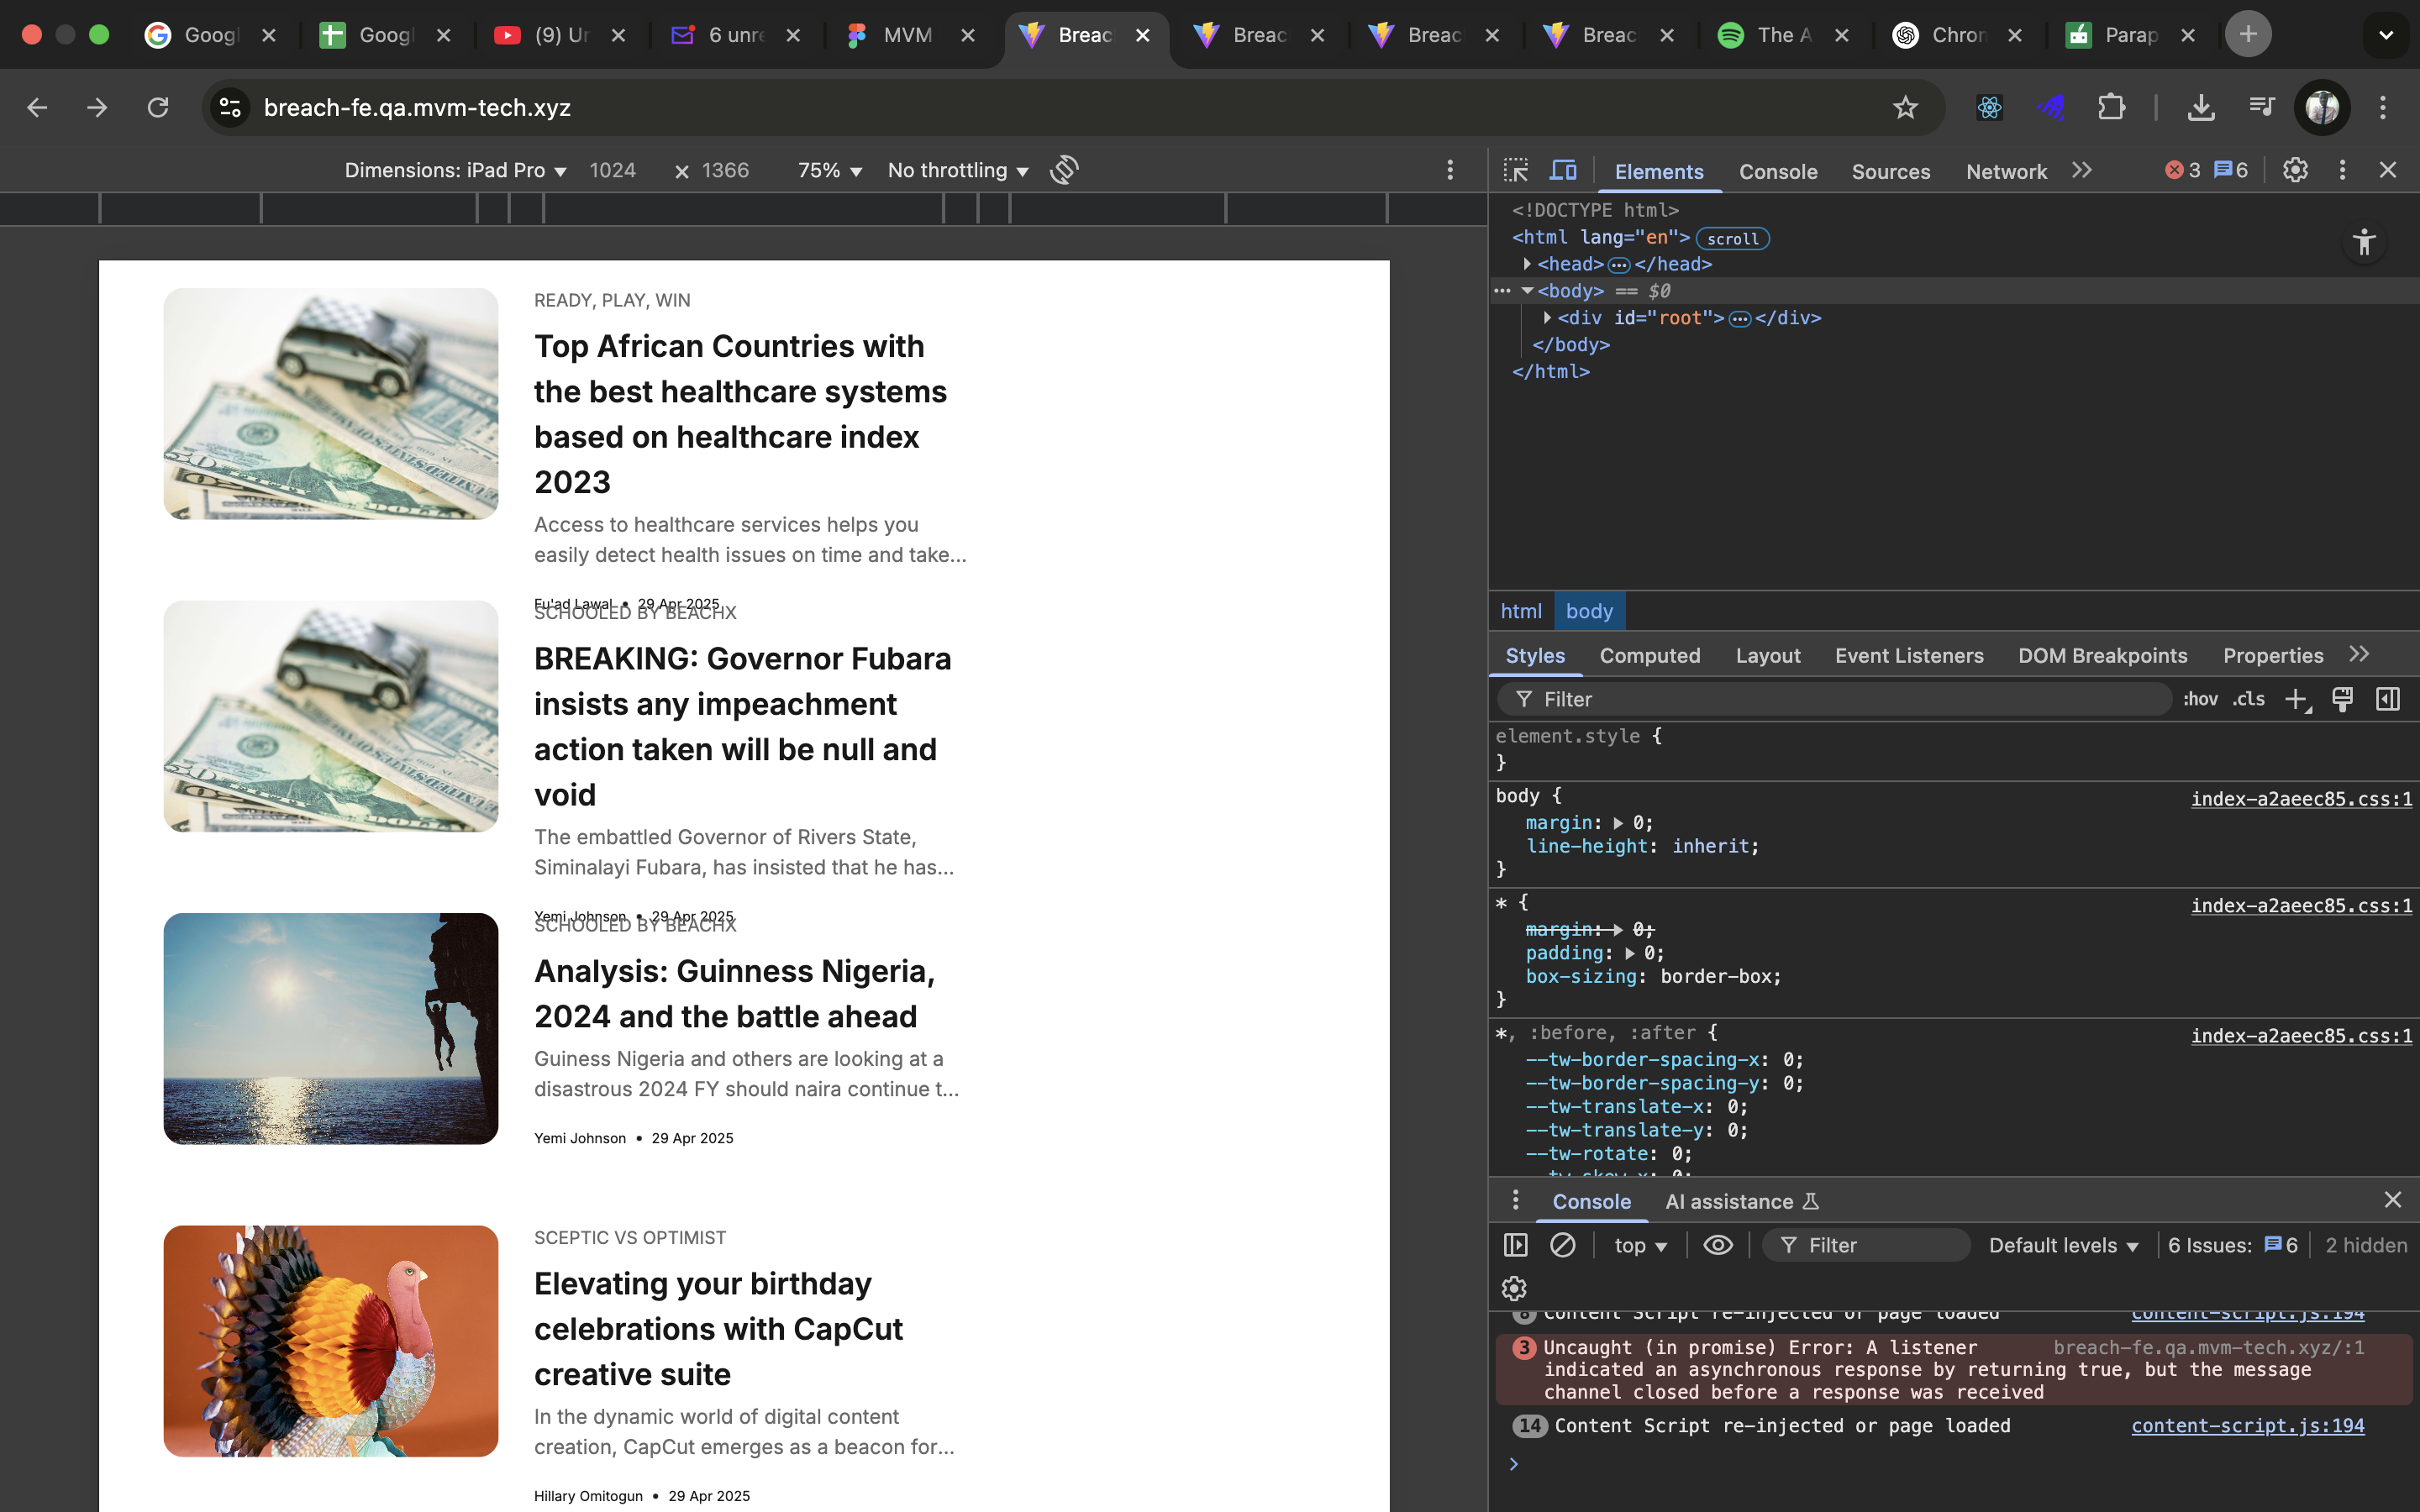 Googl
Googl
(9) Ur
6 unre
MVM
Breac
Breac
Breac
Breac
The A
Chron
Parap
breach-fe.qa.mvm-tech.xyz
Dimensions: iPad Pro 1024 × 1366 75% No throttling
READY, PLAY, WIN
Top African Countries with
the best healthcare systems
based on healthcare index
2023
Access to healthcare services helps you
easily detect health issues on time and take...
Fu'ad Lawal • 29 Apr 2025
SCHOOLED BY BEACHX
BREAKING: Governor Fubara
insists any impeachment
action taken will be null and
void
The embattled Governor of Rivers State,
Siminalayi Fubara, has insisted that he has...
Yemi Johnson • 29 Apr 2025
SCHOOLED BY BEACHX
Analysis: Guinness Nigeria,
2024 and the battle ahead
Guiness Nigeria and others are looking at a
disastrous 2024 FY should naira continue t...
Yemi Johnson • 29 Apr 2025
SCEPTIC VS OPTIMIST
Elevating your birthday
celebrations with CapCut
creative suite
In the dynamic world of digital content
creation, CapCut emerges as a beacon for...
Hillary Omitogun • 29 Apr 2025
Elements Console Sources Network 3 6
<!DOCTYPE html>
<html lang="en"> scroll
<head> ... </head>
<body> == $0
<div id="root"> ... </div>
</body>
</html>
html body
Styles Computed Layout Event Listeners DOM Breakpoints Properties
Filter :hov .cls
element.style {
}
body { index-a2aeec85.css:1
margin: 0;
line-height: inherit;
}
* { index-a2aeec85.css:1
margin: 0;
padding: 0;
box-sizing: border-box;
}
*, :before, :after { index-a2aeec85.css:1
--tw-border-spacing-x: 0;
--tw-border-spacing-y: 0;
--tw-translate-x: 0;
--tw-translate-y: 0;
--tw-rotate: 0;
--tw-skew-x: 0;
Console AI assistance
top Filter Default levels 6 Issues: 6 2 hidden
Content Script re-injected or page loaded content-script.js:194
3 Uncaught (in promise) Error: A listener breach-fe.qa.mvm-tech.xyz/:1
indicated an asynchronous response by returning true, but the message
channel closed before a response was received
14 Content Script re-injected or page loaded content-script.js:194